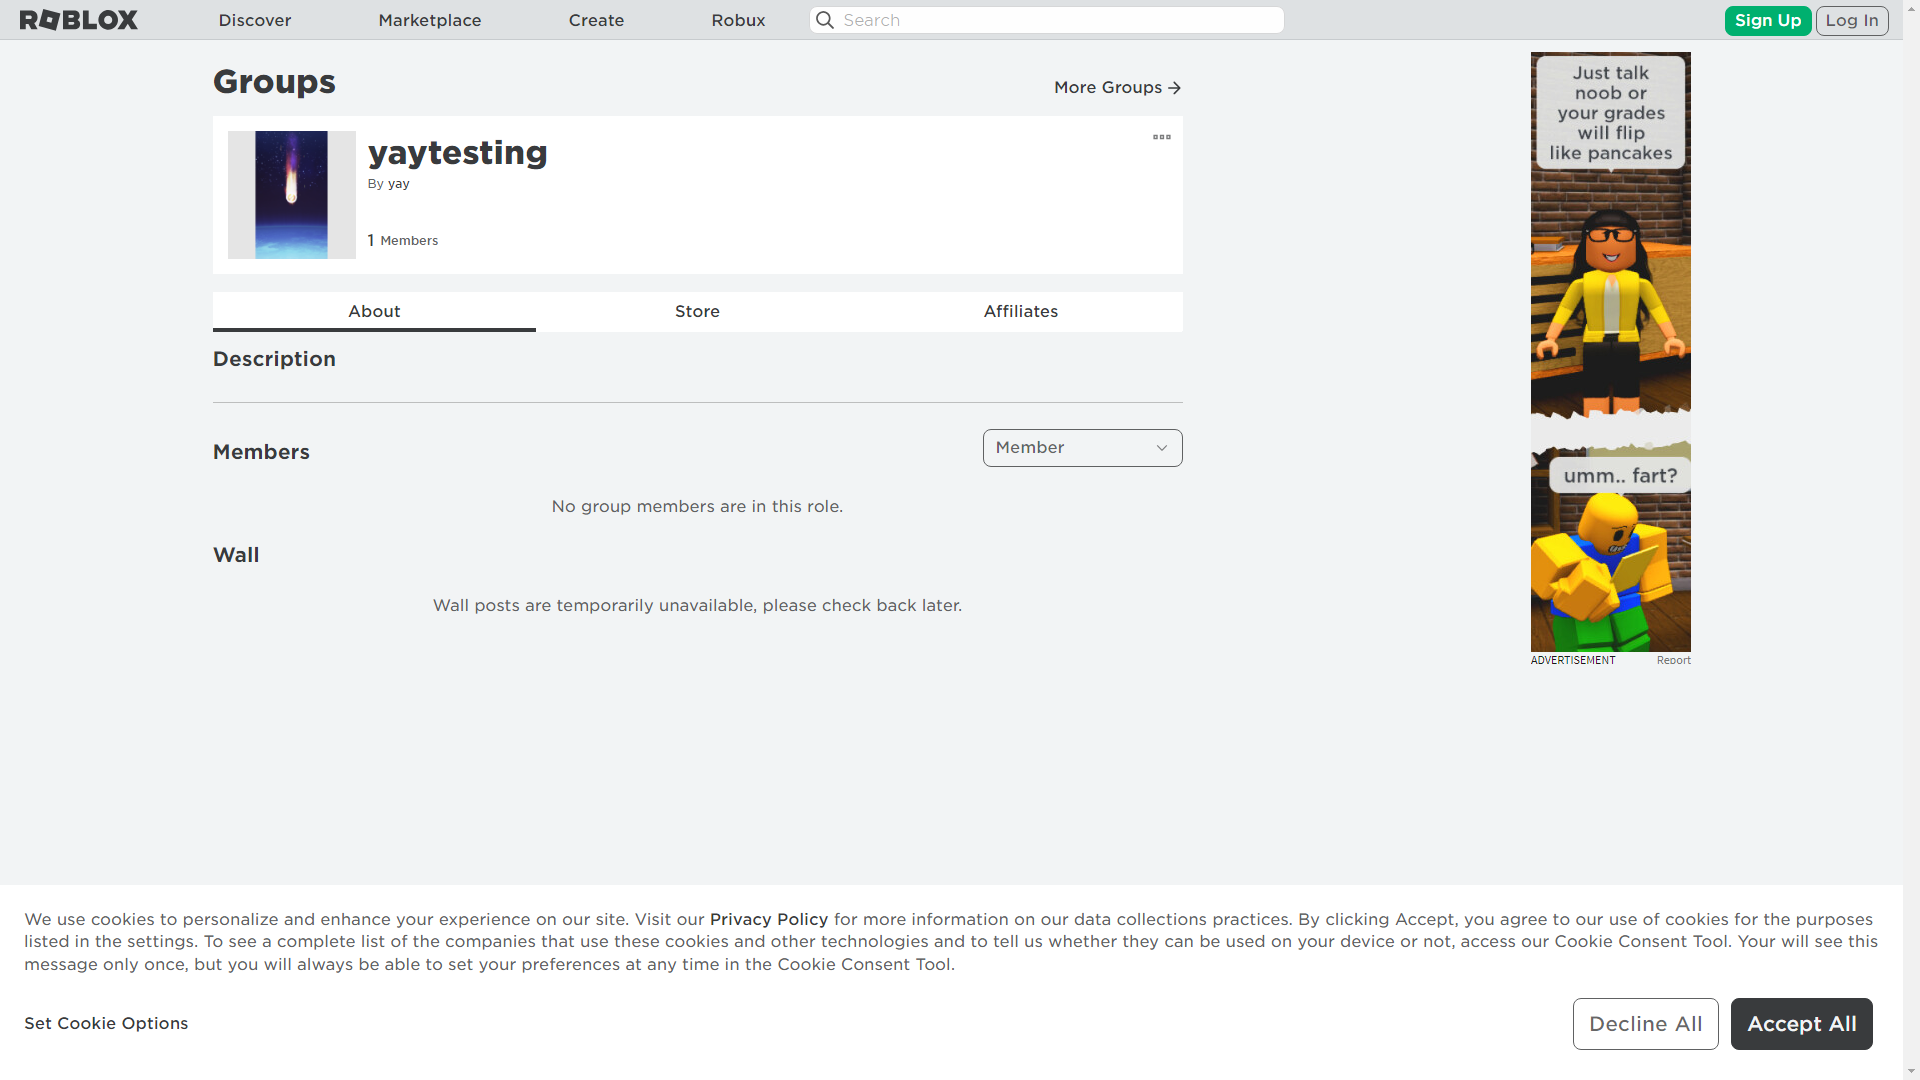 ROBLOX
Discover
Marketplace
Create
Robux
Search
Sign Up
Log In
Groups
More Groups
yaytesting
By yay
1 Members
About
Store
Affiliates
Description
Members
Member
No group members are in this role.
Wall
Wall posts are temporarily unavailable, please check back later.
Just talk
noob or
your grades
will flip
like pancakes
umm.. fart?
ADVERTISEMENT
Report
We use cookies to personalize and enhance your experience on our site. Visit our Privacy Policy for more information on our data collections practices. By clicking Accept, you agree to our use of cookies for the purposes
listed in the settings. To see a complete list of the companies that use these cookies and other technologies and to tell us whether they can be used on your device or not, access our Cookie Consent Tool. Your will see this
message only once, but you will always be able to set your preferences at any time in the Cookie Consent Tool.
Set Cookie Options
Decline All
Accept All